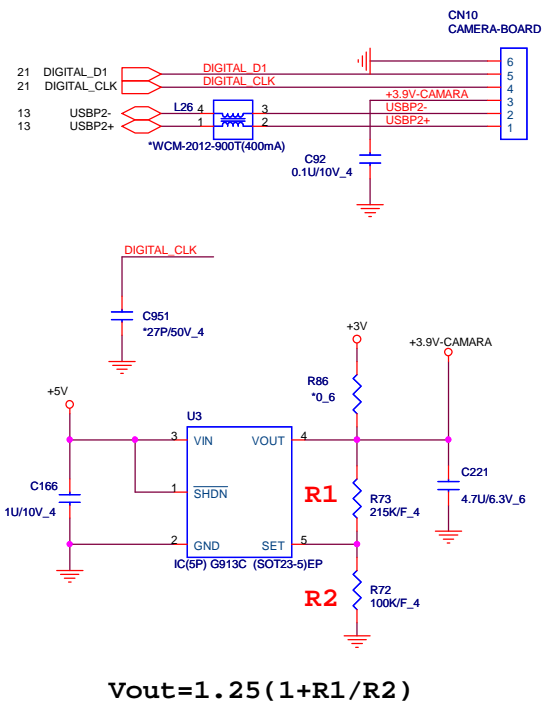 CN10
CAMERA-BOARD
21 DIGITAL_D1 DIGITAL_D1
21 DIGITAL_CLK DIGITAL_CLK
+3.9V-CAMARA
13 USBP2- L26 4 3 USBP2-
13 USBP2+ 1 2 USBP2+
6
5
4
3
2
1
*WCM-2012-900T(400mA)
C92
0.1U/10V_4
DIGITAL_CLK
C951
*27P/50V_4
+3V
+3.9V-CAMARA
R86
*0_6
+5V
U3
3 VIN VOUT 4
1 SHDN
2 GND SET 5
IC(5P) G913C (SOT23-5)EP
C166
1U/10V_4
R1
R73
215K/F_4
C221
4.7U/6.3V_6
R2
R72
100K/F_4
Vout=1.25(1+R1/R2)